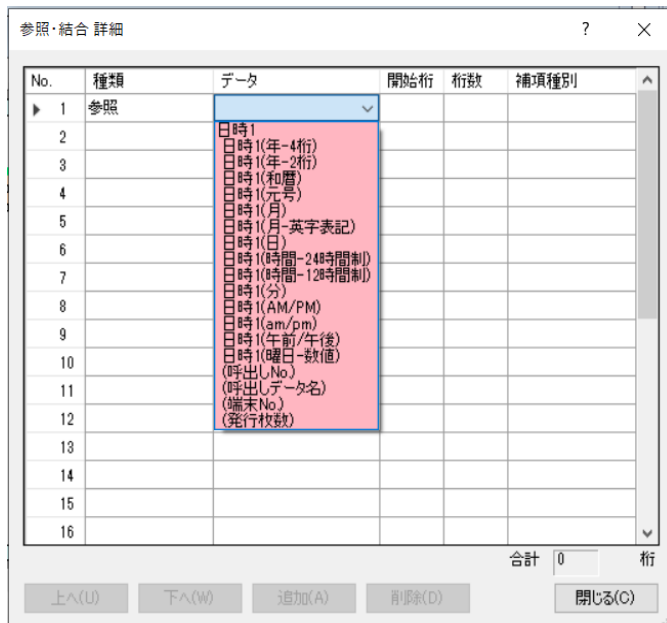 参照・結合 詳細 ?
No. 種類 データ 開始桁 桁数 補項種別
1 参照
2
3
4
5
6
7
8
9
10
11
12
13
14
15
16
日時1
日時1(年-4桁)
日時1(年-2桁)
日時1(和暦)
日時1(元号)
日時1(月)
日時1(月-英字表記)
日時1(日)
日時1(時間-24時間制)
日時1(時間-12時間制)
日時1(分)
日時1(AM/PM)
日時1(am/pm)
日時1(午前/午後)
日時1(曜日-数値)
(呼出しNo.)
(呼出しデータ名)
(端末No.)
(発行枚数)
合計 0 桁
上へ(U) 下へ(W) 追加(A) 削除(D) 閉じる(C)